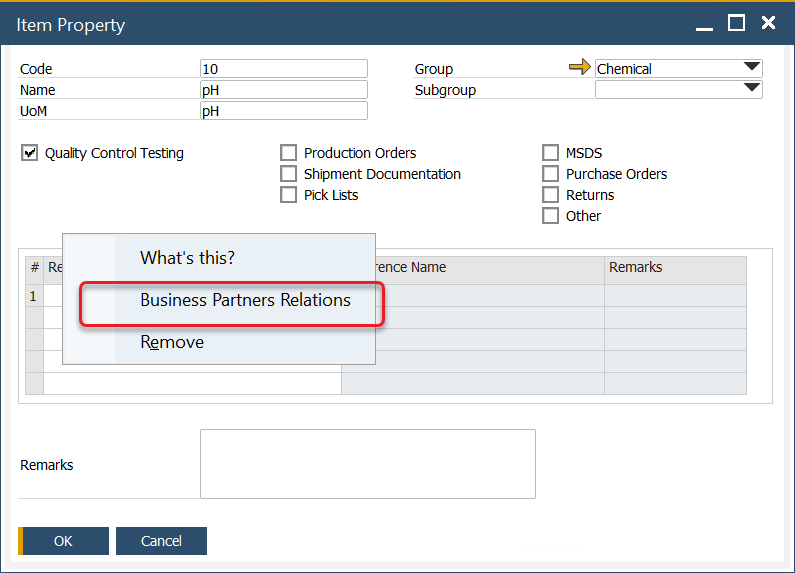 Item Property
Code 10 Group Chemical
Name pH Subgroup
UoM pH
Quality Control Testing Production Orders MSDS
Shipment Documentation Purchase Orders
Pick Lists Returns
Other
What's this?
# Re rence Name Remarks
1 Business Partners Relations
Remove
Remarks
OK Cancel